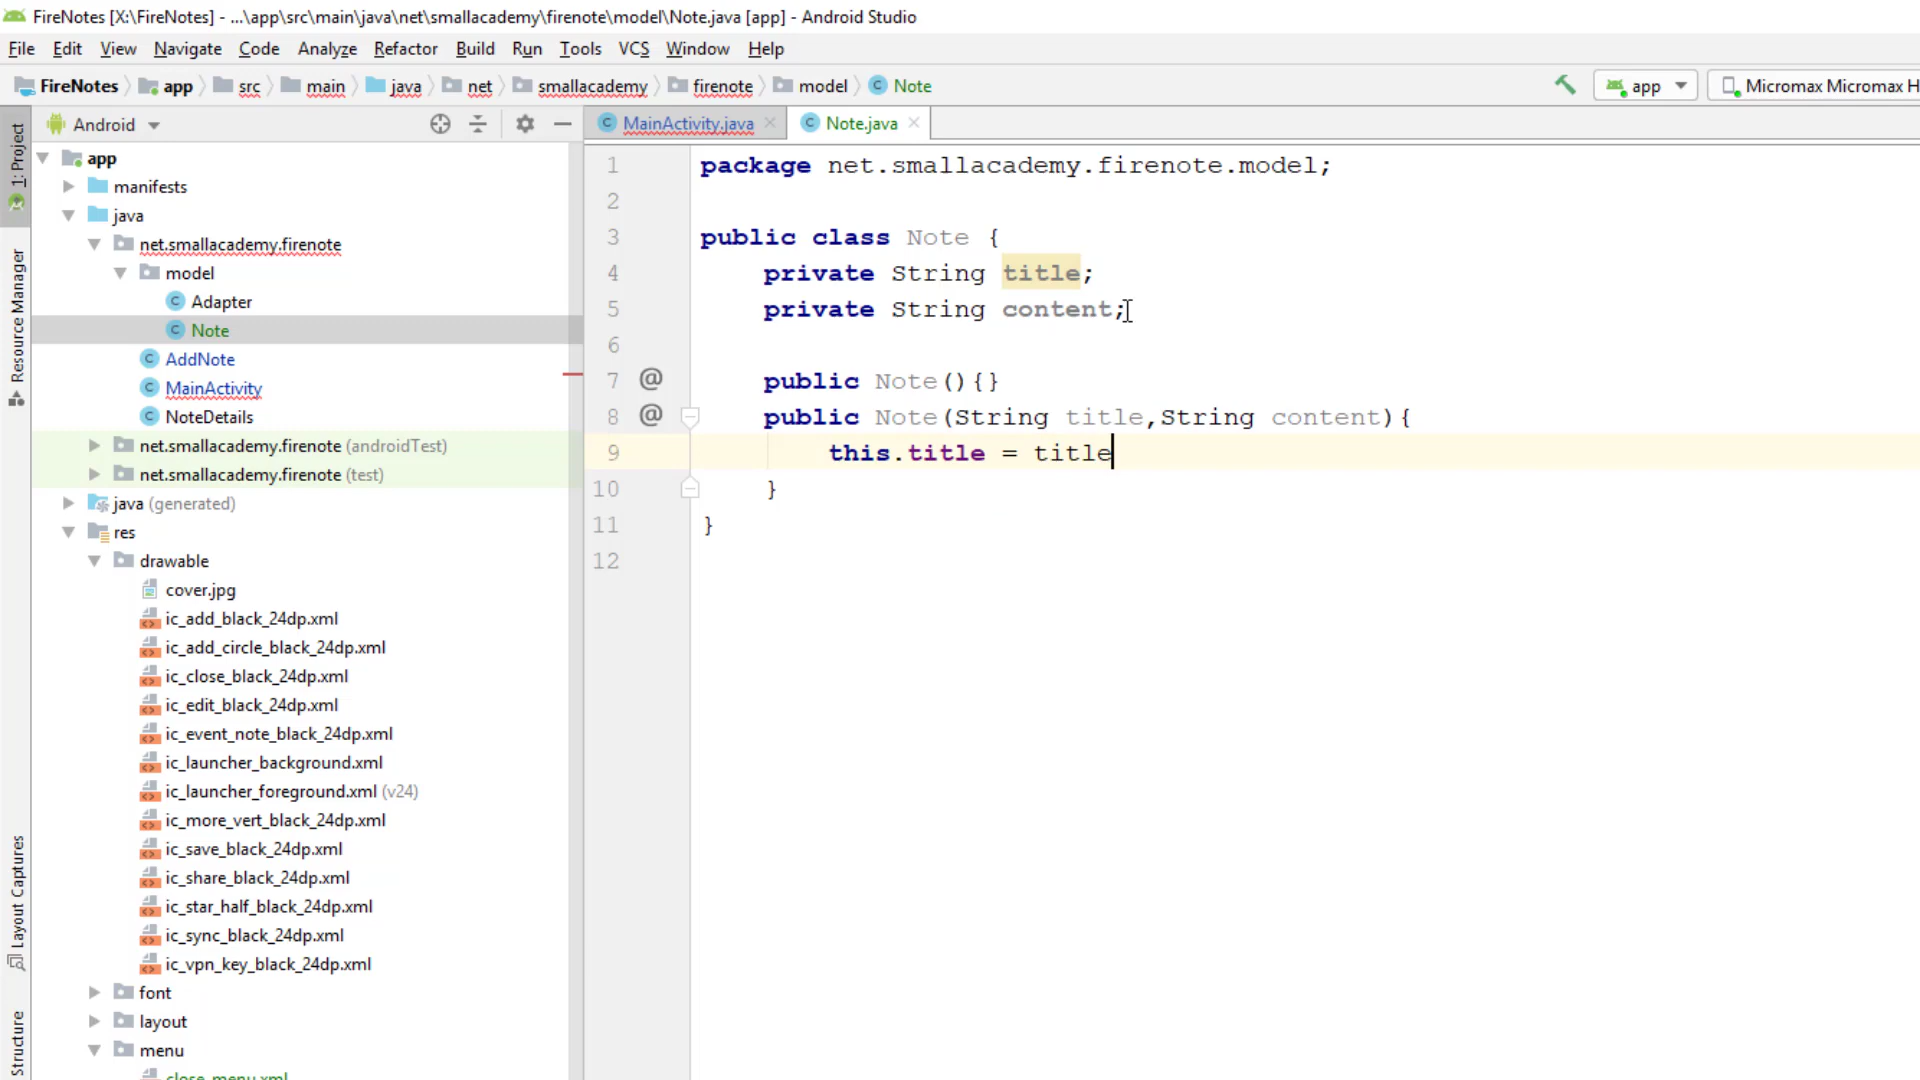 FireNotes [X:\FireNotes] - ...\app\src\main\java\net\smallacademy\firenote\model\Note.java [app] - Android Studio
File Edit View Navigate Code Analyze Refactor Build Run Tools VCS Window Help
FireNotes app src main java net smallacademy firenote model Note app Micromax Micromax H
Android
MainActivity.java Note.java
1: Project
Resource Manager
Layout Captures
Structure
app
manifests
java
net.smallacademy.firenote
model
Adapter
Note
AddNote
MainActivity
NoteDetails
net.smallacademy.firenote (androidTest)
net.smallacademy.firenote (test)
java (generated)
res
drawable
cover.jpg
ic_add_black_24dp.xml
ic_add_circle_black_24dp.xml
ic_close_black_24dp.xml
ic_edit_black_24dp.xml
ic_event_note_black_24dp.xml
ic_launcher_background.xml
ic_launcher_foreground.xml (v24)
ic_more_vert_black_24dp.xml
ic_save_black_24dp.xml
ic_share_black_24dp.xml
ic_star_half_black_24dp.xml
ic_sync_black_24dp.xml
ic_vpn_key_black_24dp.xml
font
layout
menu
close_menu.xml
1 package net.smallacademy.firenote.model;
2
3 public class Note {
4 private String title;
5 private String content;
6
7 @ public Note(){}
8 @ public Note(String title,String content){
9 this.title = title
10 }
11 }
12